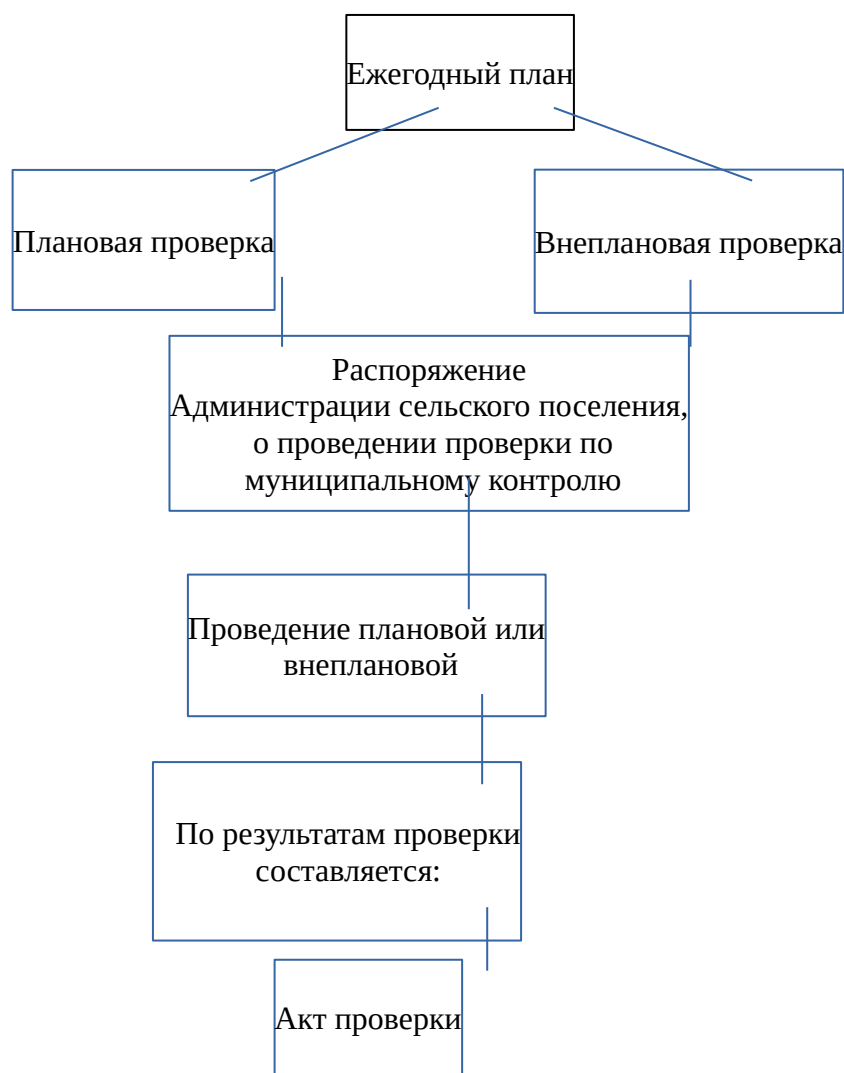 Ежегодный план
Плановая проверка
Внеплановая проверка
Распоряжение
Администрации сельского поселения,
о проведении проверки по
муниципальному контролю
Проведение плановой или
внеплановой
По результатам проверки
составляется:
Акт проверки